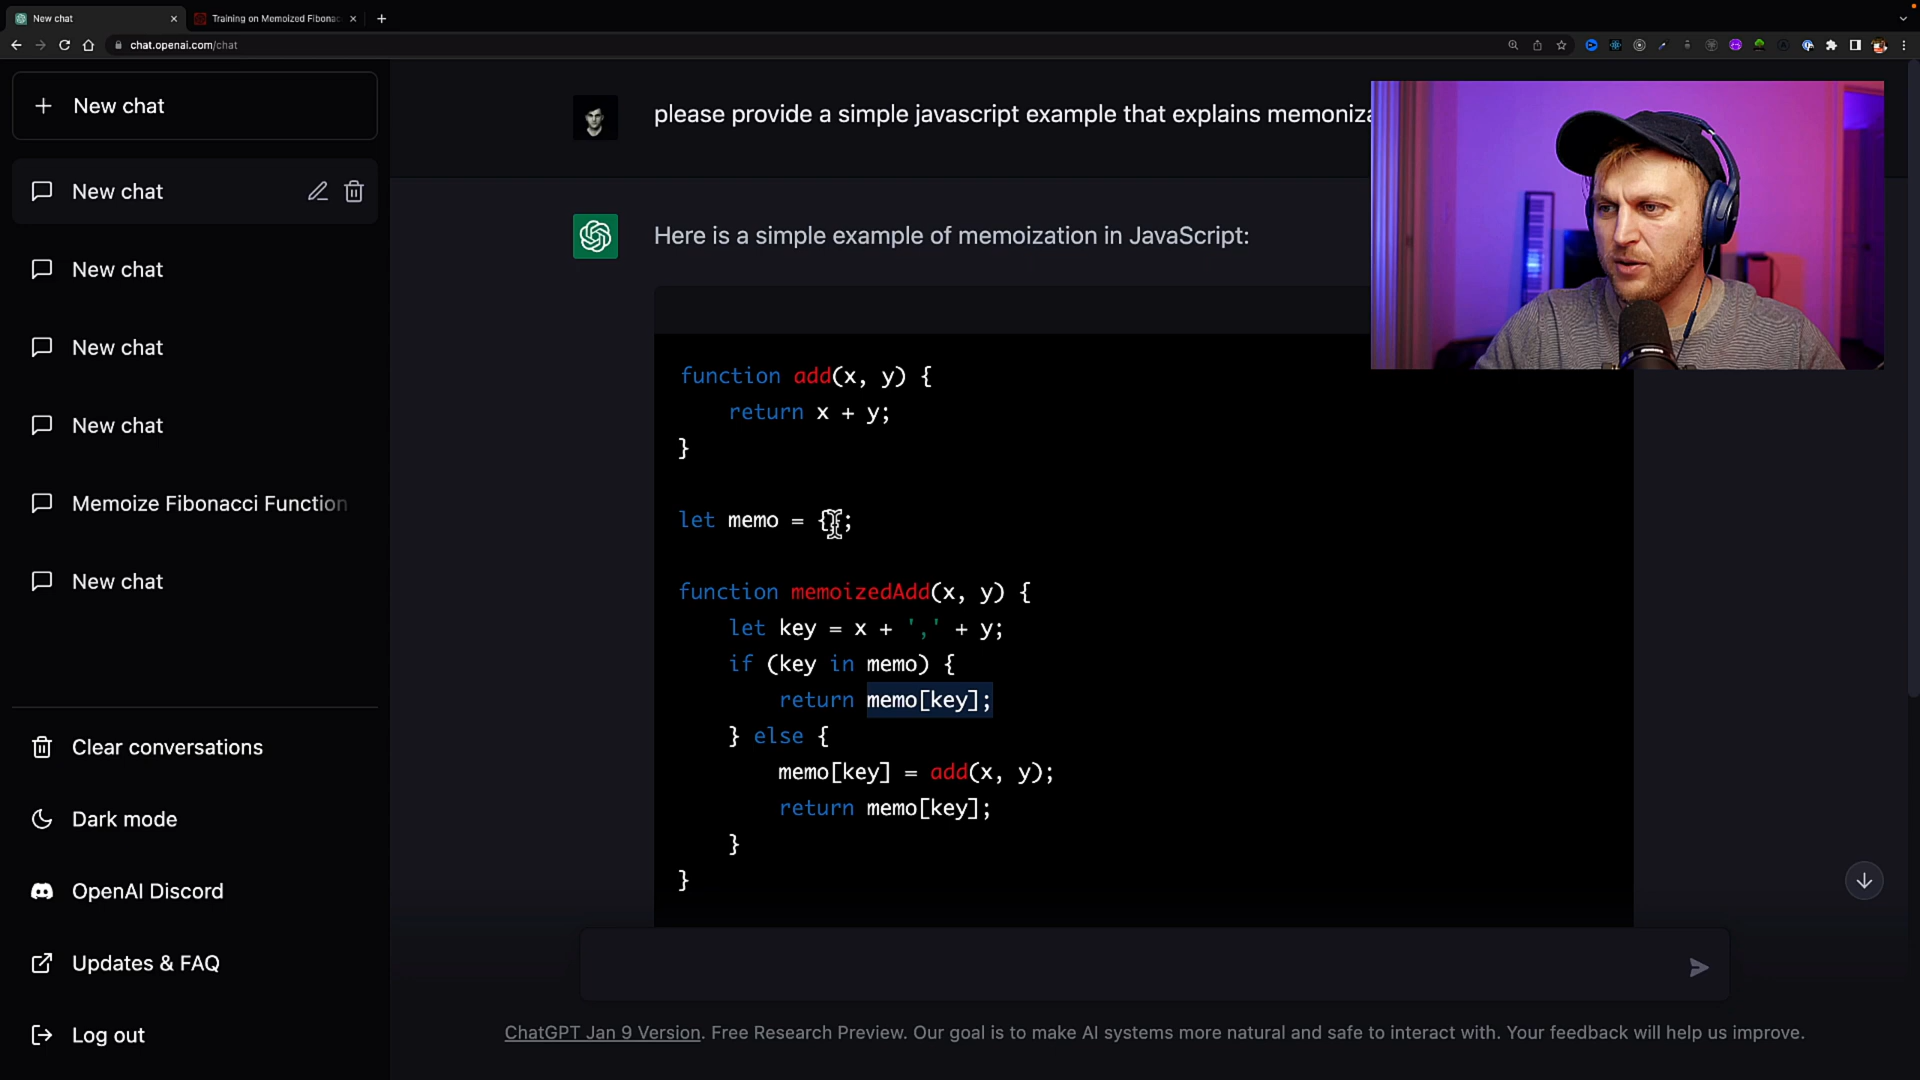 New chat
Training on Memoized Fibonac
chat.openai.com/chat
New chat
New chat
New chat
New chat
New chat
Memoize Fibonacci Function
New chat
Clear conversations
Dark mode
OpenAI Discord
Updates & FAQ
Log out
please provide a simple javascript example that explains memoniza
Here is a simple example of memoization in JavaScript:
function add(x, y) {
return x + y;
}
let memo = {};
function memoizedAdd(x, y) {
let key = x + ',' + y;
if (key in memo) {
return memo[key];
} else {
memo[key] = add(x, y);
return memo[key];
}
}
ChatGPT Jan 9 Version. Free Research Preview. Our goal is to make AI systems more natural and safe to interact with. Your feedback will help us improve.